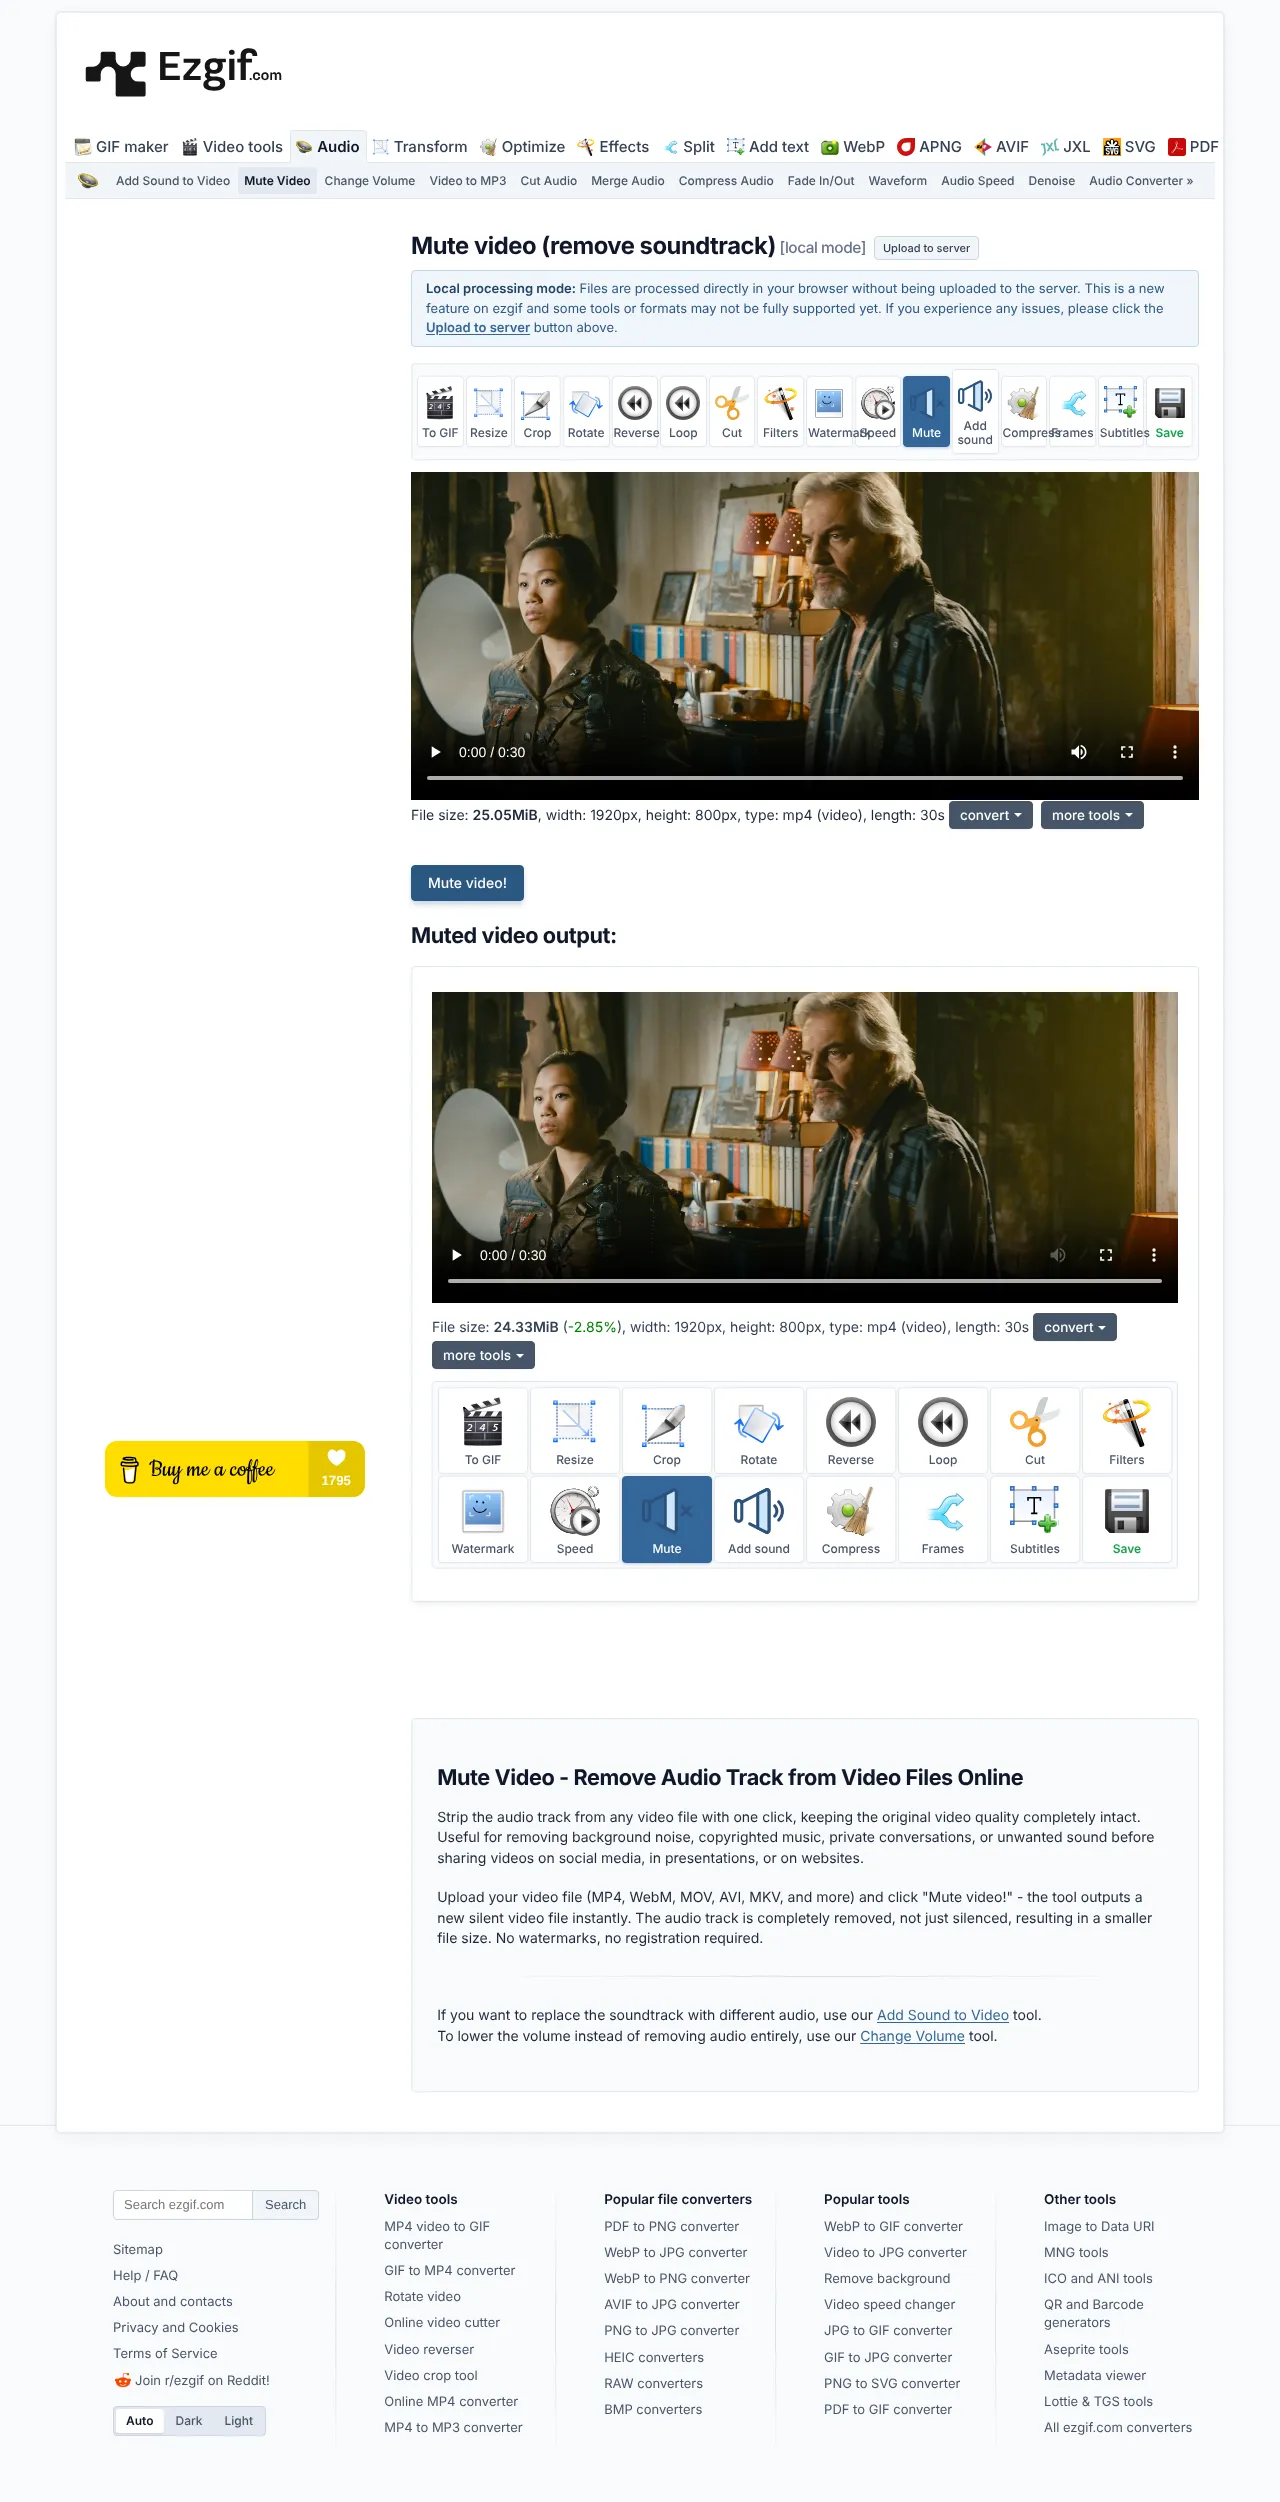 Ezgif.com
GIF maker Video tools Audio Transform Optimize Effects Split Add text WebP APNG AVIF JXL SVG PDF
Add Sound to Video Mute Video Change Volume Video to MP3 Cut Audio Merge Audio Compress Audio Fade In/Out Waveform Audio Speed Denoise Audio Converter »
Mute video (remove soundtrack) [local mode] Upload to server
Local processing mode: Files are processed directly in your browser without being uploaded to the server. This is a new
feature on ezgif and some tools or formats may not be fully supported yet. If you experience any issues, please click the
Upload to server button above.
To GIF Resize Crop Rotate Reverse Loop Cut Filters Watermark Speed Mute Add sound Compress Frames Subtitles Save
0:00 / 0:30
File size: 25.05MiB, width: 1920px, height: 800px, type: mp4 (video), length: 30s convert more tools
Mute video!
Muted video output:
0:00 / 0:30
File size: 24.33MiB (-2.85%), width: 1920px, height: 800px, type: mp4 (video), length: 30s convert
more tools
To GIF Resize Crop Rotate Reverse Loop Cut Filters
Watermark Speed Mute Add sound Compress Frames Subtitles Save
Buy me a coffee 1795
Mute Video - Remove Audio Track from Video Files Online
Strip the audio track from any video file with one click, keeping the original video quality completely intact.
Useful for removing background noise, copyrighted music, private conversations, or unwanted sound before
sharing videos on social media, in presentations, or on websites.
Upload your video file (MP4, WebM, MOV, AVI, MKV, and more) and click "Mute video!" - the tool outputs a
new silent video file instantly. The audio track is completely removed, not just silenced, resulting in a smaller
file size. No watermarks, no registration required.
If you want to replace the soundtrack with different audio, use our Add Sound to Video tool.
To lower the volume instead of removing audio entirely, use our Change Volume tool.
Search ezgif.com Search
Sitemap
Help / FAQ
About and contacts
Privacy and Cookies
Terms of Service
Join r/ezgif on Reddit!
Auto Dark Light
Video tools
MP4 video to GIF
converter
GIF to MP4 converter
Rotate video
Online video cutter
Video reverser
Video crop tool
Online MP4 converter
MP4 to MP3 converter
Popular file converters
PDF to PNG converter
WebP to JPG converter
WebP to PNG converter
AVIF to JPG converter
PNG to JPG converter
HEIC converters
RAW converters
BMP converters
Popular tools
WebP to GIF converter
Video to JPG converter
Remove background
Video speed changer
JPG to GIF converter
GIF to JPG converter
PNG to SVG converter
PDF to GIF converter
Other tools
Image to Data URI
MNG tools
ICO and ANI tools
QR and Barcode
generators
Aseprite tools
Metadata viewer
Lottie & TGS tools
All ezgif.com converters